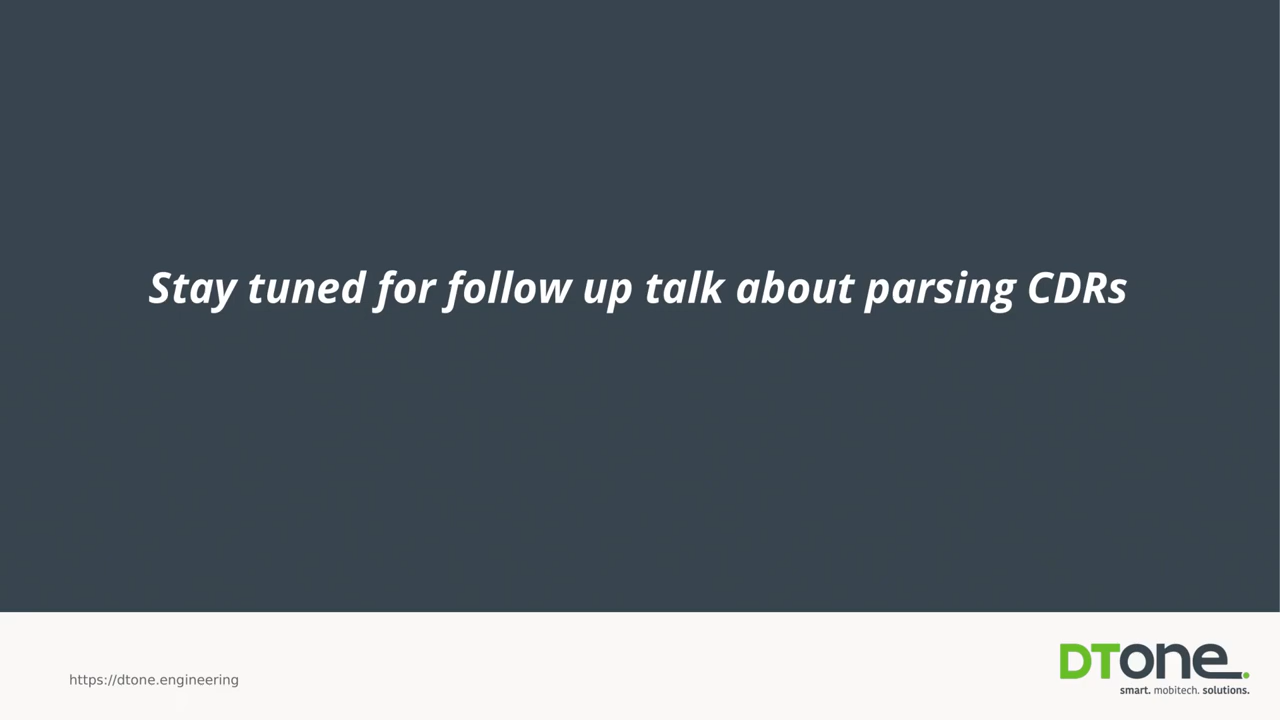 Stay tuned for follow up talk about parsing CDRs
https://dtone.engineering
DTone.
smart. mobitech. solutions.